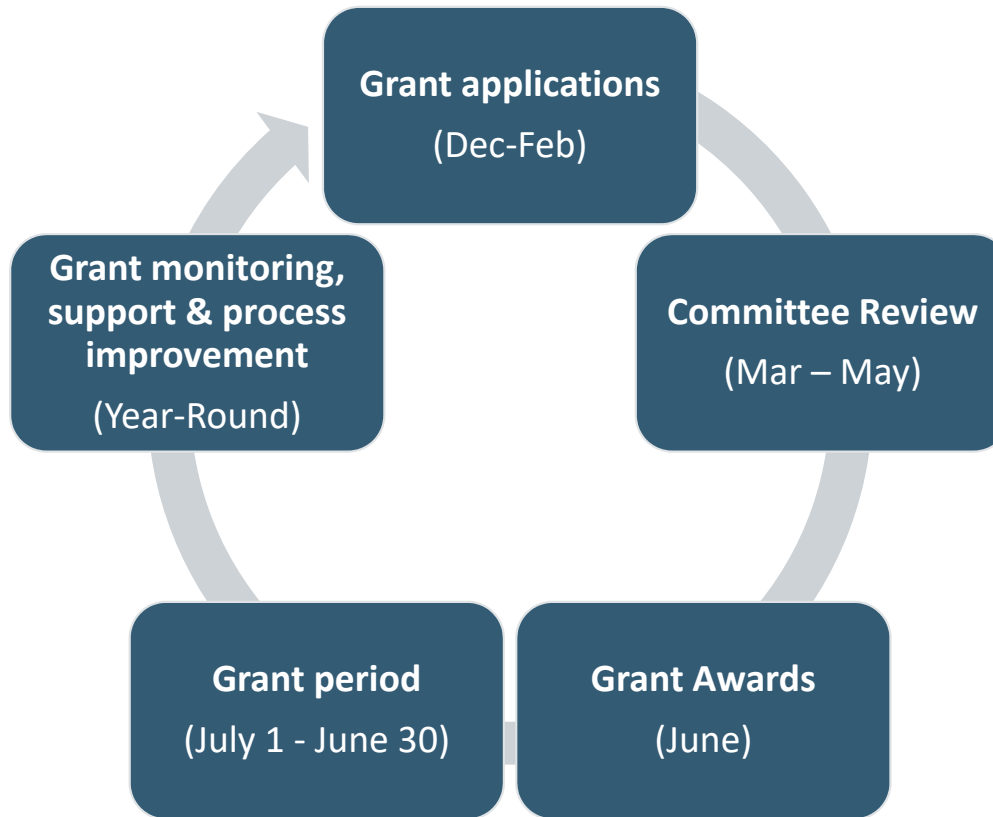 Grant applications
(Dec-Feb)
Committee Review
(Mar – May)
Grant Awards
(June)
Grant period
(July 1 - June 30)
Grant monitoring,
support & process
improvement
(Year-Round)